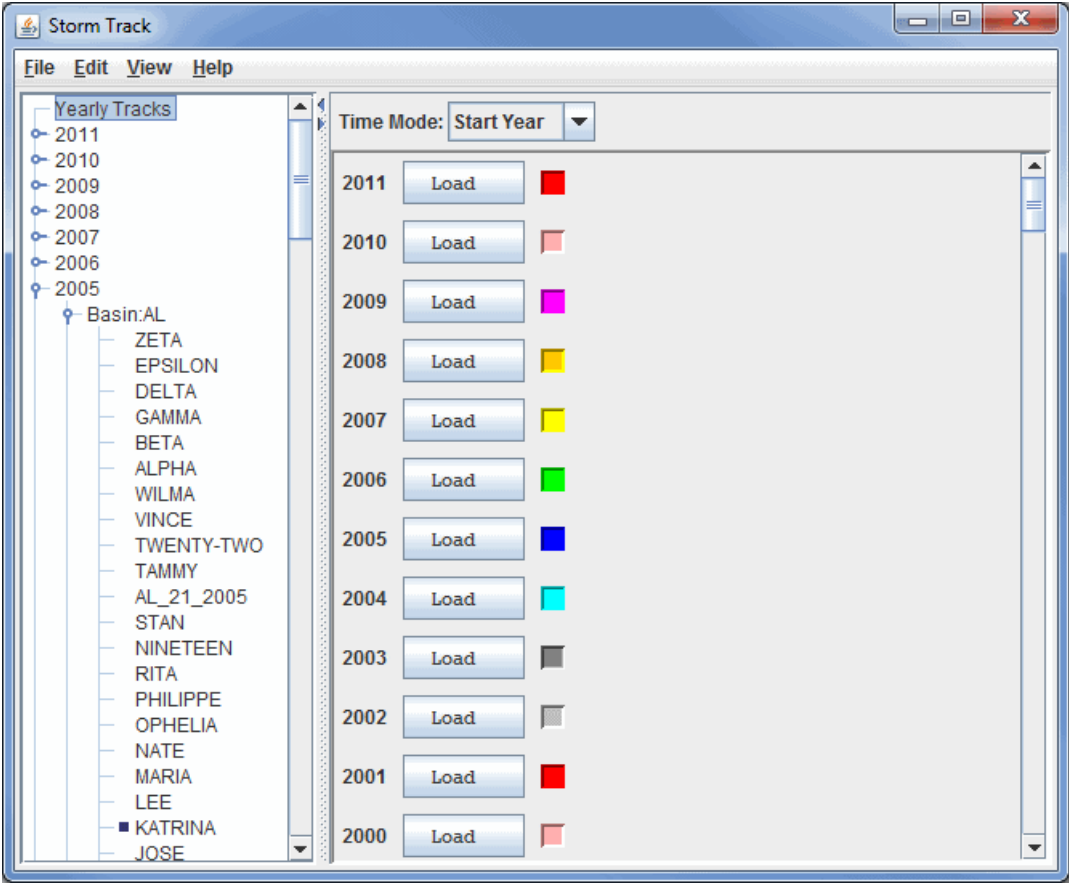 Storm Track
File Edit View Help
Yearly Tracks
2011
2010
2009
2008
2007
2006
2005
Basin:AL
ZETA
EPSILON
DELTA
GAMMA
BETA
ALPHA
WILMA
VINCE
TWENTY-TWO
TAMMY
AL_21_2005
STAN
NINETEEN
RITA
PHILIPPE
OPHELIA
NATE
MARIA
LEE
KATRINA
JOSE
Time Mode: Start Year
2011 Load
2010 Load
2009 Load
2008 Load
2007 Load
2006 Load
2005 Load
2004 Load
2003 Load
2002 Load
2001 Load
2000 Load